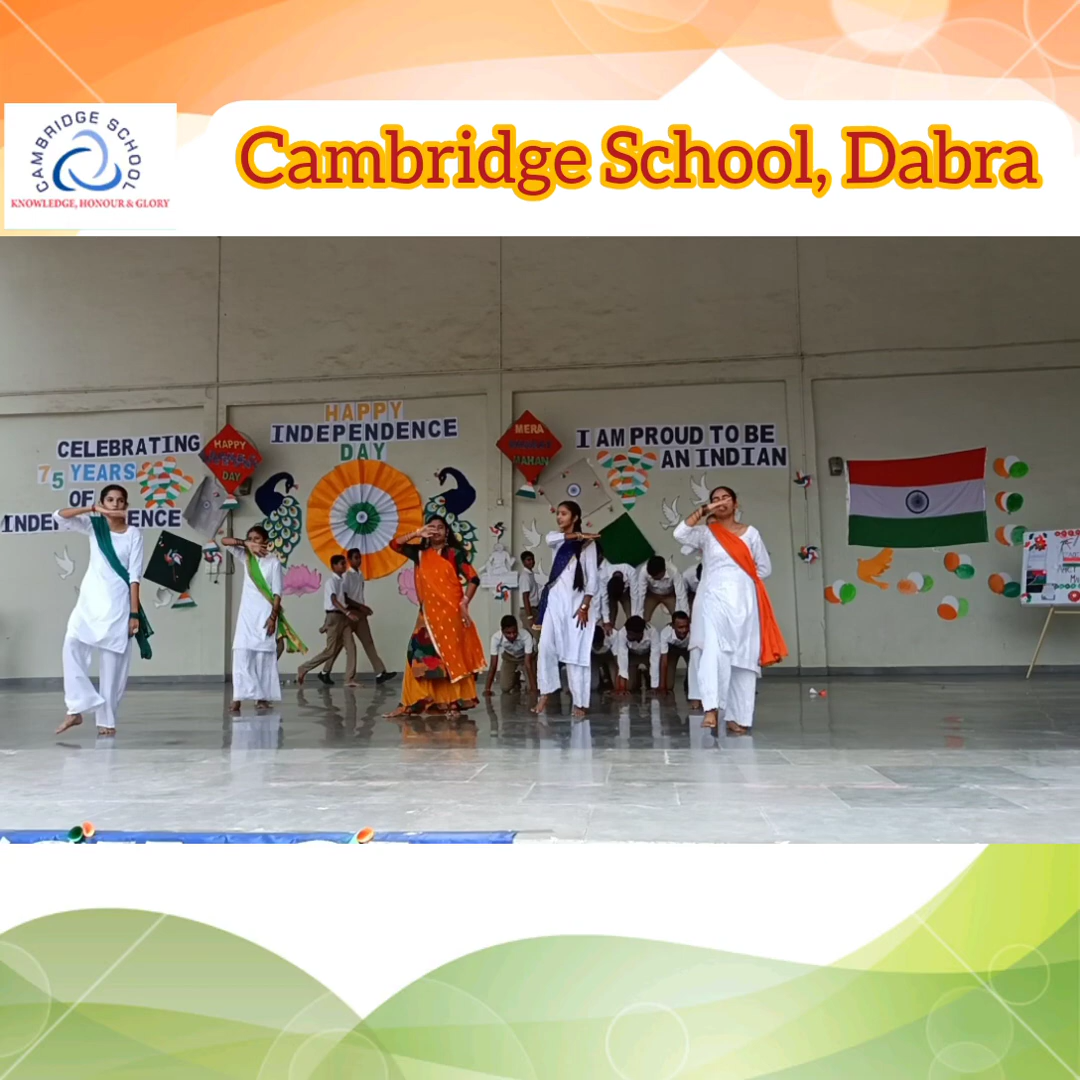 CAMBRIDGE SCHOOL
KNOWLEDGE, HONOUR & GLORY
Cambridge School, Dabra
CELEBRATING
75 YEARS
OF
HAPPY
DAY
HAPPY
INDEPENDENCE
DAY
MERA
MAHAN
I AM PROUD TO BE
AN INDIAN